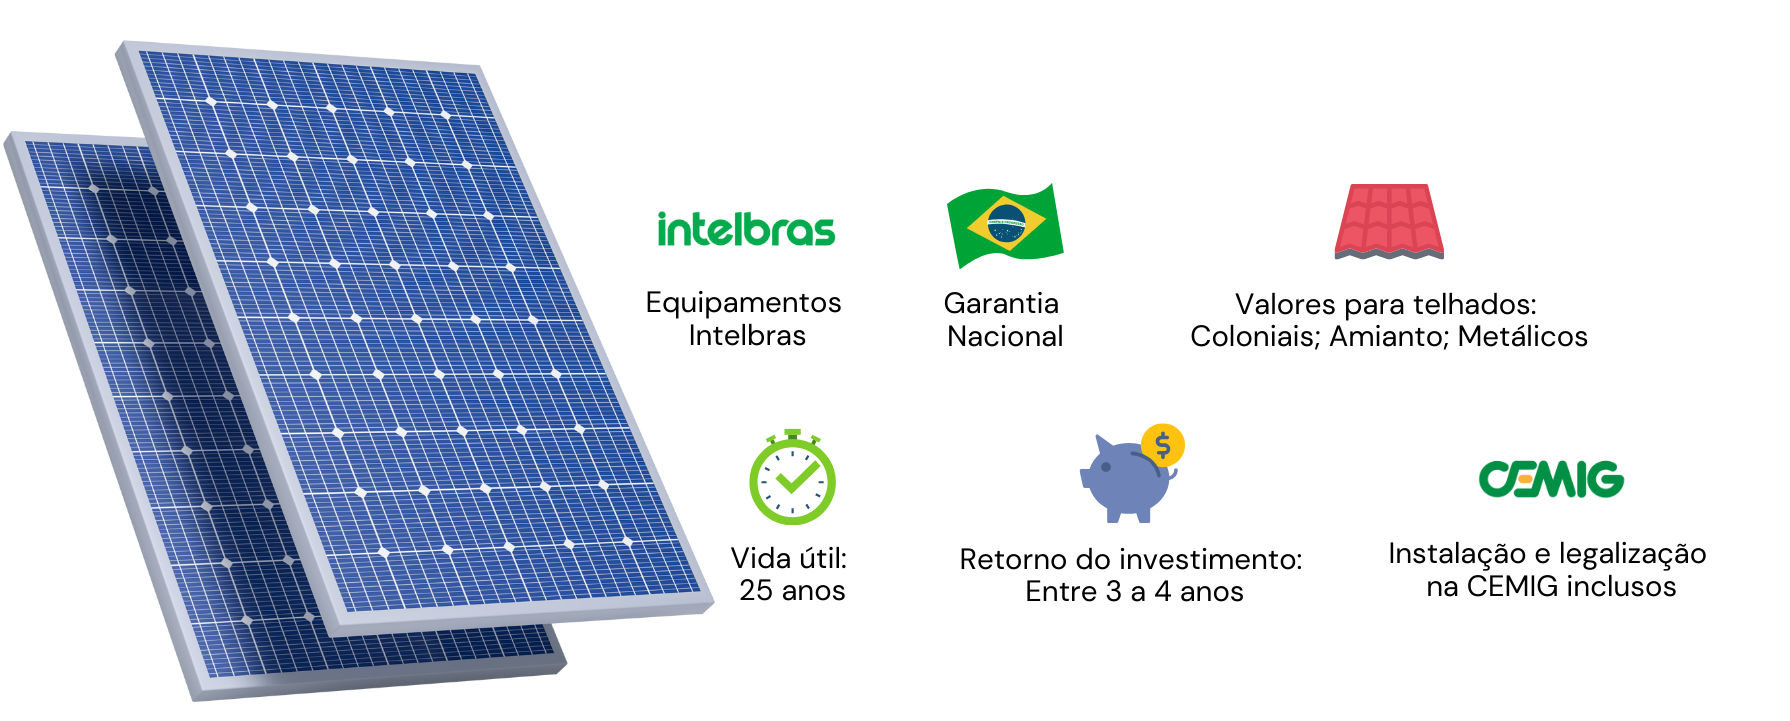 intelbras
Equipamentos
Intelbras
Garantia
Nacional
Valores para telhados:
Coloniais; Amianto; Metálicos
Vida útil:
25 anos
$
Retorno do investimento:
Entre 3 a 4 anos
CEMIG
Instalação e legalização
na CEMIG inclusos